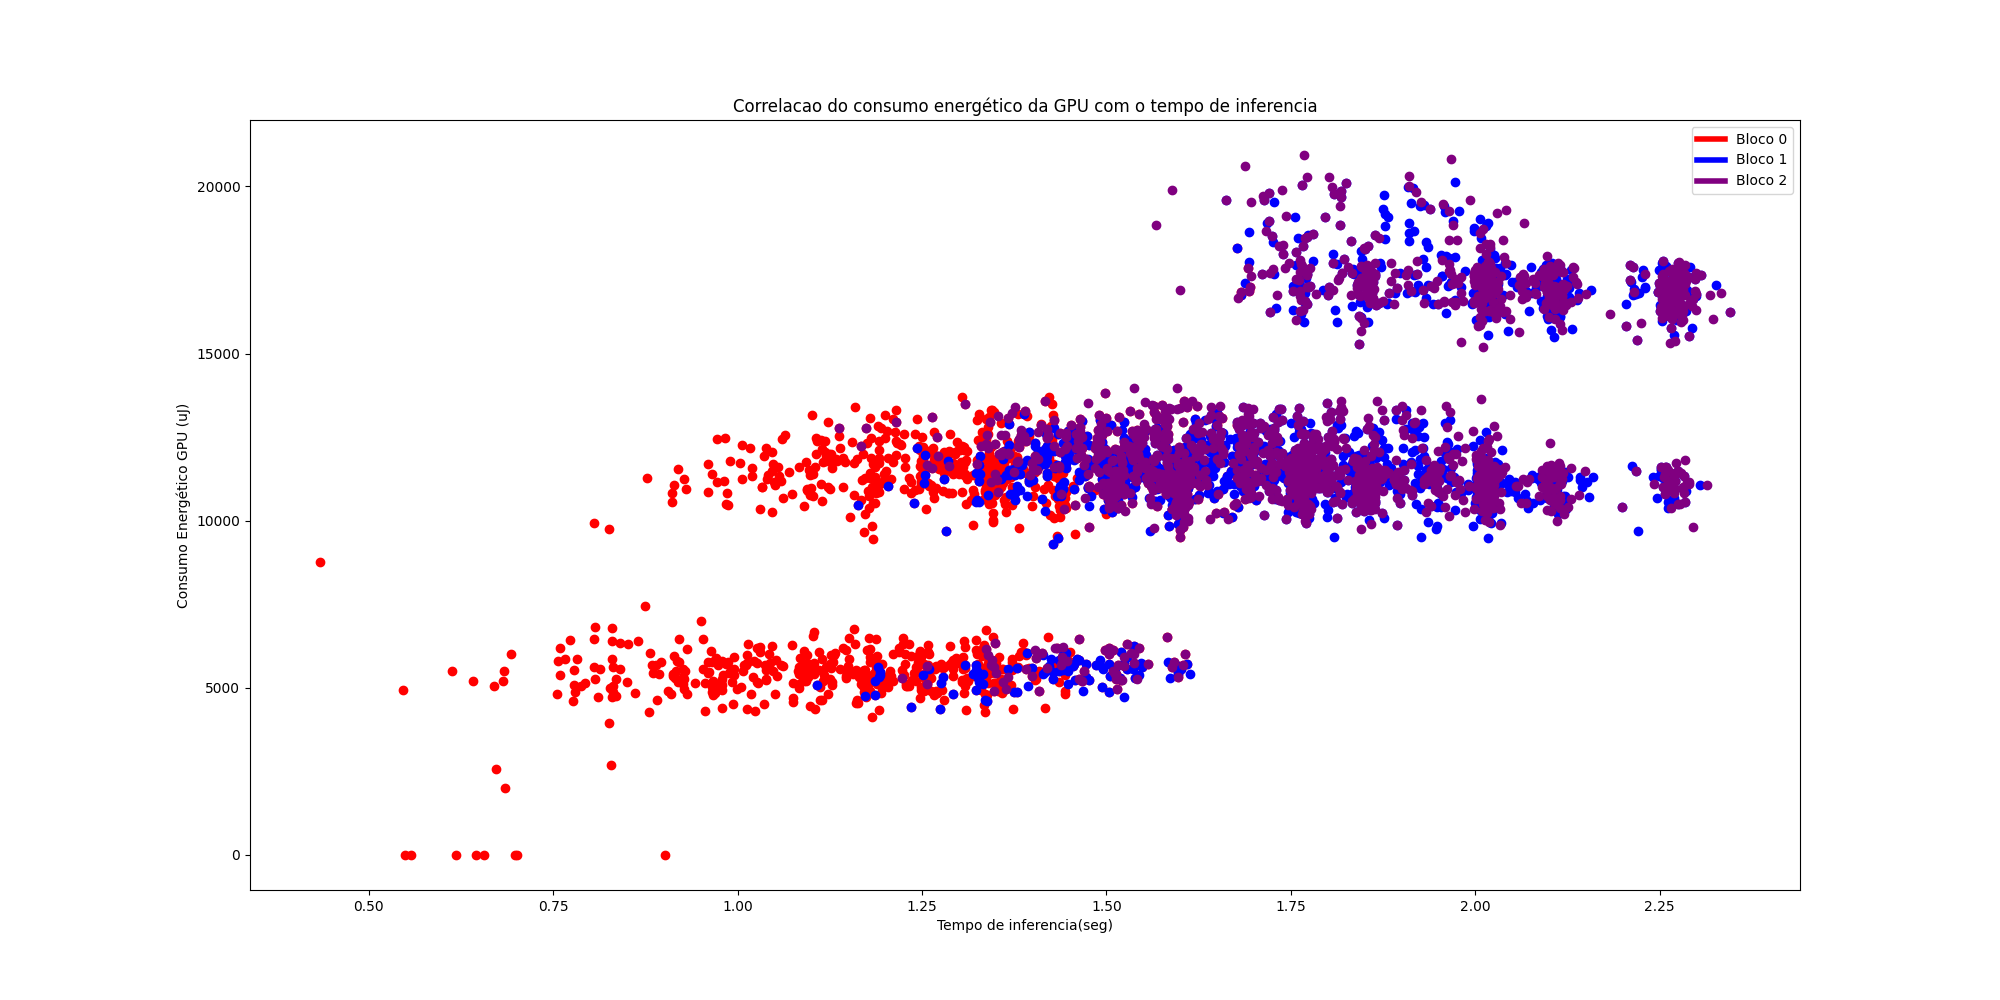 Correlacao do consumo energético da GPU com o tempo de inferencia
Bloco 0
Bloco 1
Bloco 2
Consumo Energético GPU (uJ)
20000
15000
10000
5000
0
0.50 0.75 1.00 1.25 1.50 1.75 2.00 2.25
Tempo de inferencia(seg)